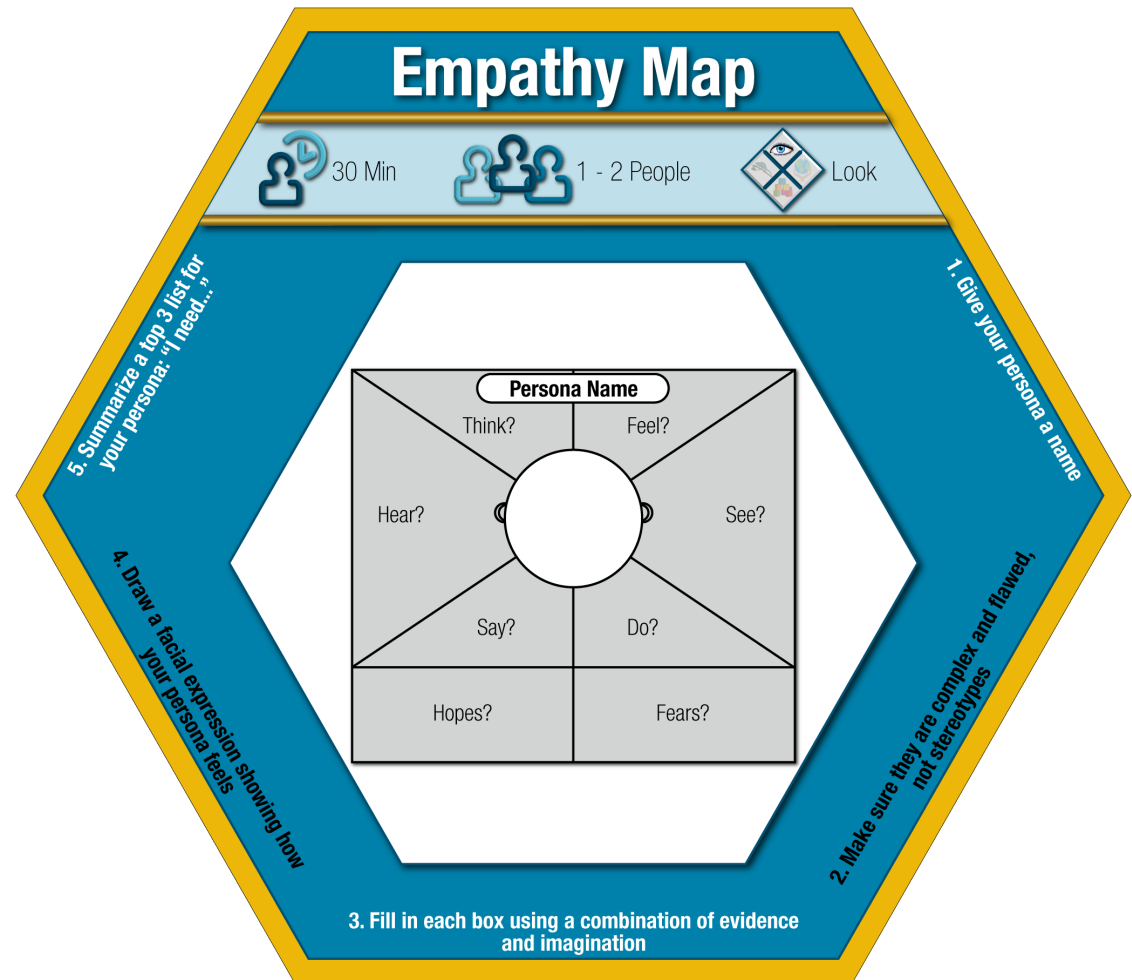 Empathy Map
30 Min
1 - 2 People
Look
1. Give your persona a name
2. Make sure they are complex and flawed,
not stereotypes
3. Fill in each box using a combination of evidence
and imagination
4. Draw a facial expression showing how
your persona feels
5. Summarize a top 3 list for
your persona: “I need...”
Persona Name
Think?
Feel?
Hear?
See?
Say?
Do?
Hopes?
Fears?